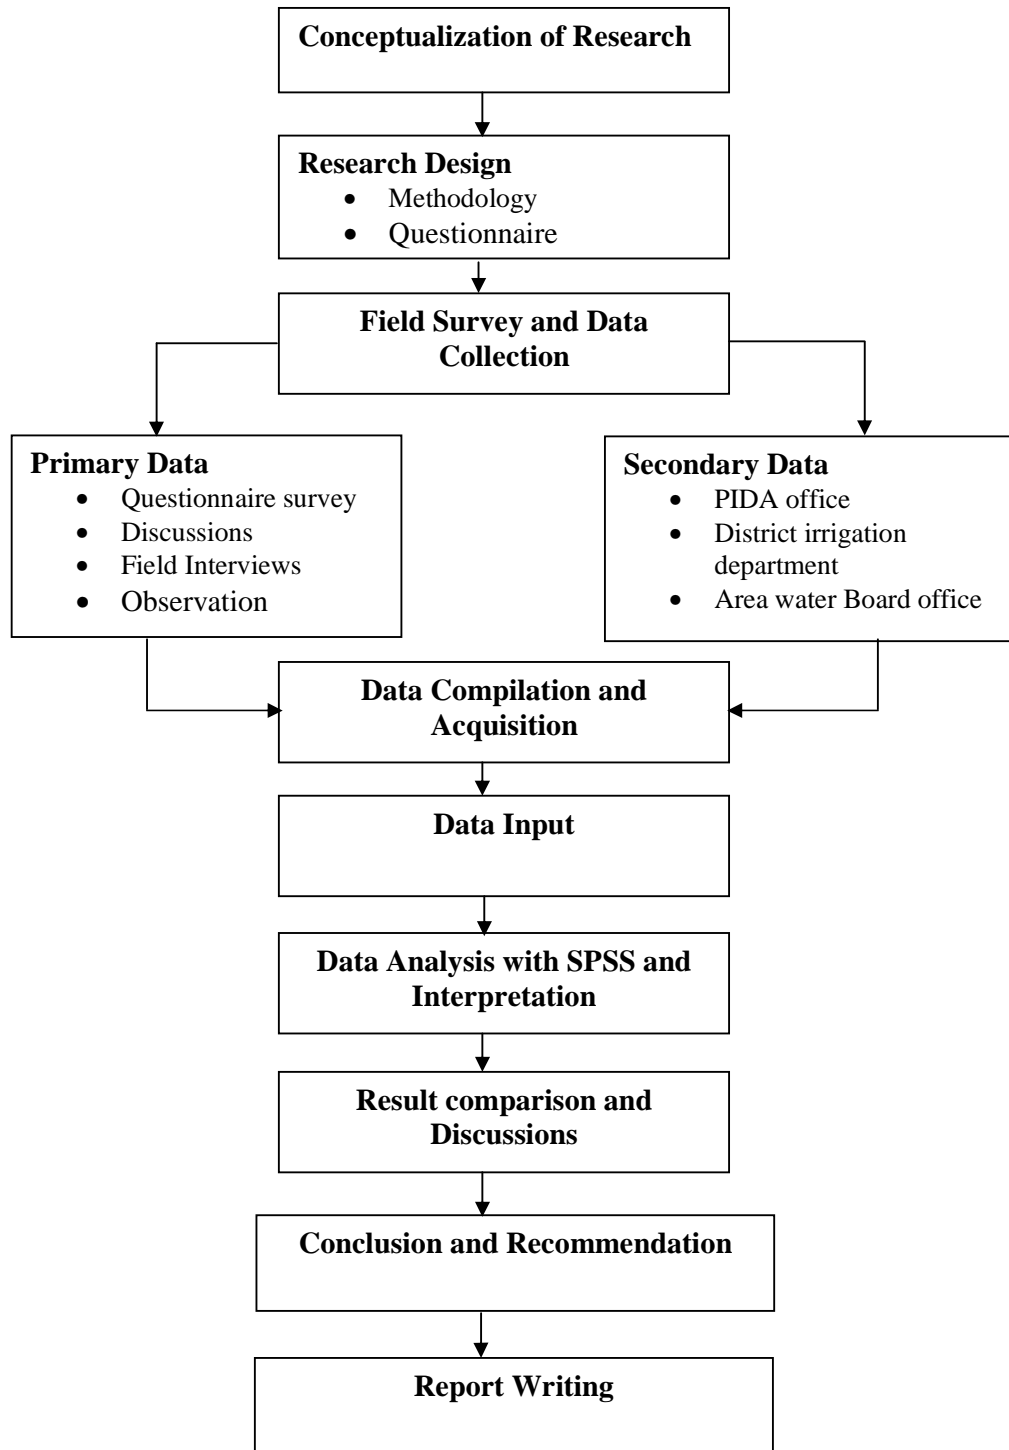 Conceptualization of Research
Research Design
• Methodology
• Questionnaire
Field Survey and Data
Collection
Primary Data
• Questionnaire survey
• Discussions
• Field Interviews
• Observation
Secondary Data
• PIDA office
• District irrigation
department
• Area water Board office
Data Compilation and
Acquisition
Data Input
Data Analysis with SPSS and
Interpretation
Result comparison and
Discussions
Conclusion and Recommendation
Report Writing